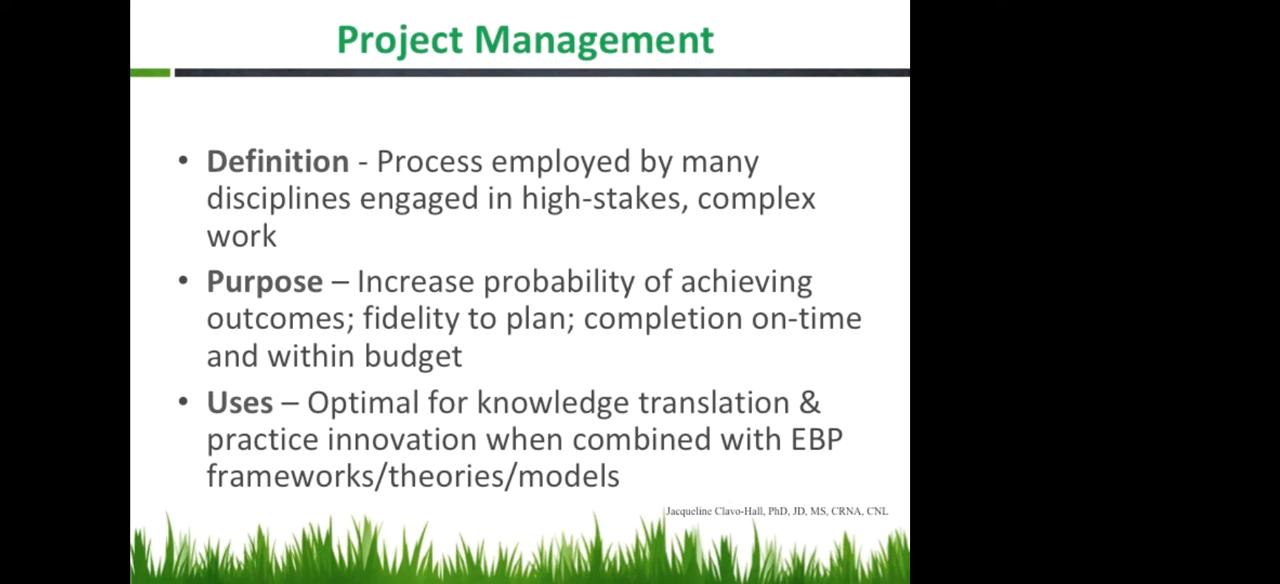 Project Management
• Definition - Process employed by many
disciplines engaged in high-stakes, complex
work
• Purpose – Increase probability of achieving
outcomes; fidelity to plan; completion on-time
and within budget
• Uses – Optimal for knowledge translation &
practice innovation when combined with EBP
frameworks/theories/models
Jacqueline Clavo-Hall, PhD, JD, MS, CRNA, CNL